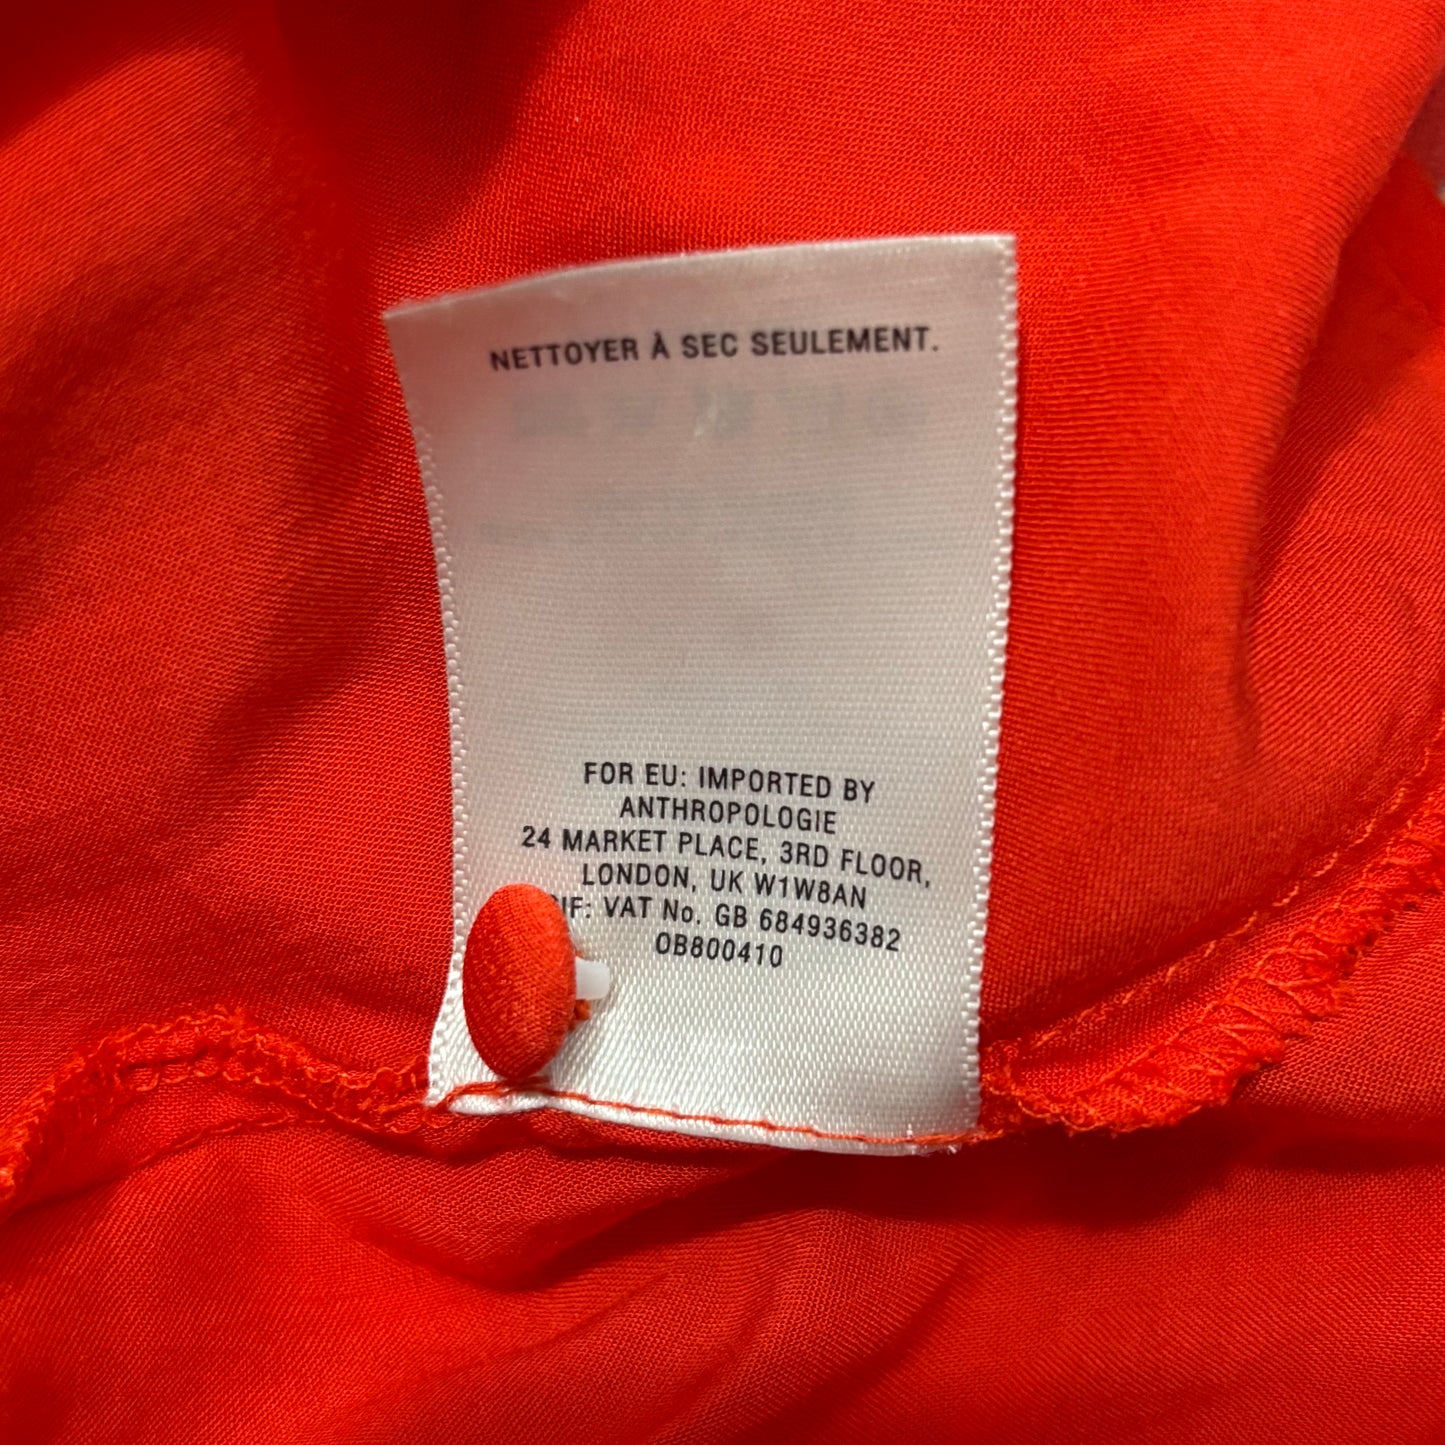 NETTOYER À SEC SEULEMENT.
FOR EU: IMPORTED BY
ANTHROPOLOGIE
24 MARKET PLACE, 3RD FLOOR,
LONDON, UK W1W8AN
VAT No. GB 684936382
OB800410